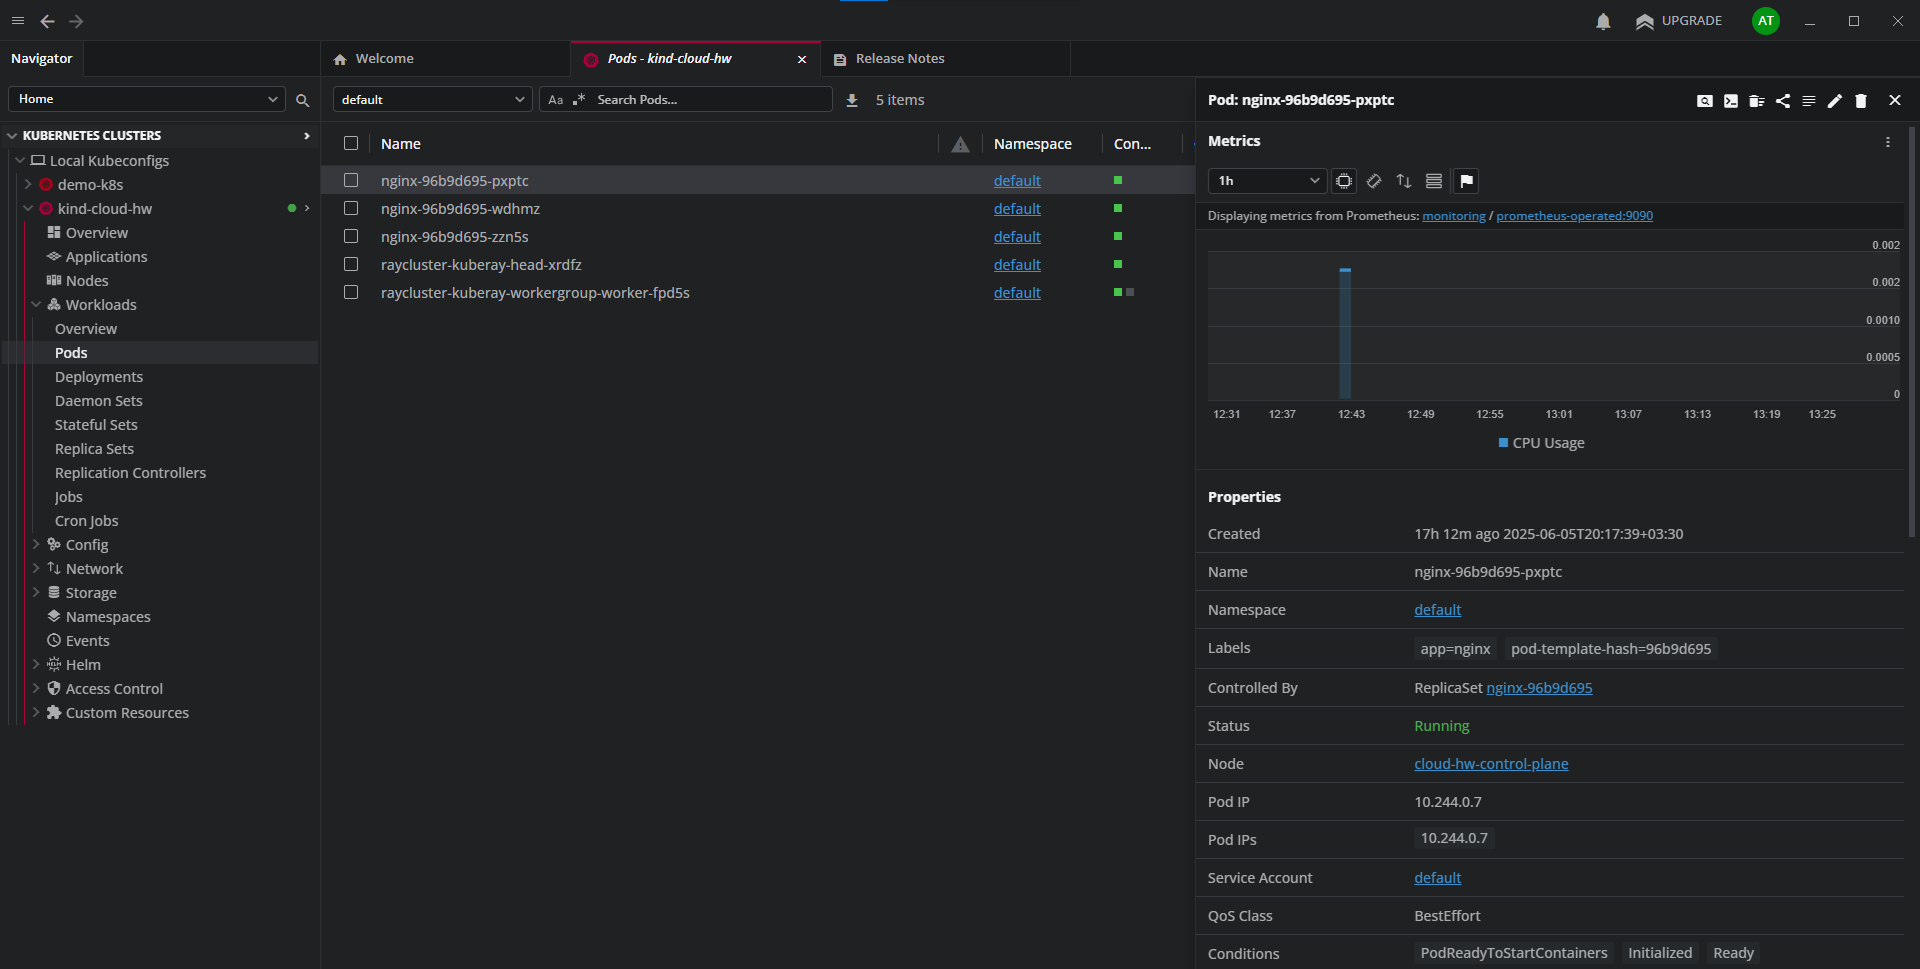 UPGRADE
AT
Navigator
Welcome
Pods - kind-cloud-hw
Release Notes
Home
KUBERNETES CLUSTERS
Local Kubeconfigs
demo-k8s
kind-cloud-hw
Overview
Applications
Nodes
Workloads
Overview
Pods
Deployments
Daemon Sets
Stateful Sets
Replica Sets
Replication Controllers
Jobs
Cron Jobs
Config
Network
Storage
Namespaces
Events
Helm
Access Control
Custom Resources
default
Aa .* Search Pods...
5 items
Name Namespace Con...
nginx-96b9d695-pxptc default
nginx-96b9d695-wdhmz default
nginx-96b9d695-zzn5s default
raycluster-kuberay-head-xrdfz default
raycluster-kuberay-workergroup-worker-fpd5s default
Pod: nginx-96b9d695-pxptc
Metrics
1h
Displaying metrics from Prometheus: monitoring / prometheus-operated:9090
0.002
0.002
0.0010
0.0005
0
12:31 12:37 12:43 12:49 12:55 13:01 13:07 13:13 13:19 13:25
CPU Usage
Properties
Created 17h 12m ago 2025-06-05T20:17:39+03:30
Name nginx-96b9d695-pxptc
Namespace default
Labels app=nginx pod-template-hash=96b9d695
Controlled By ReplicaSet nginx-96b9d695
Status Running
Node cloud-hw-control-plane
Pod IP 10.244.0.7
Pod IPs 10.244.0.7
Service Account default
QoS Class BestEffort
Conditions PodReadyToStartContainers Initialized Ready